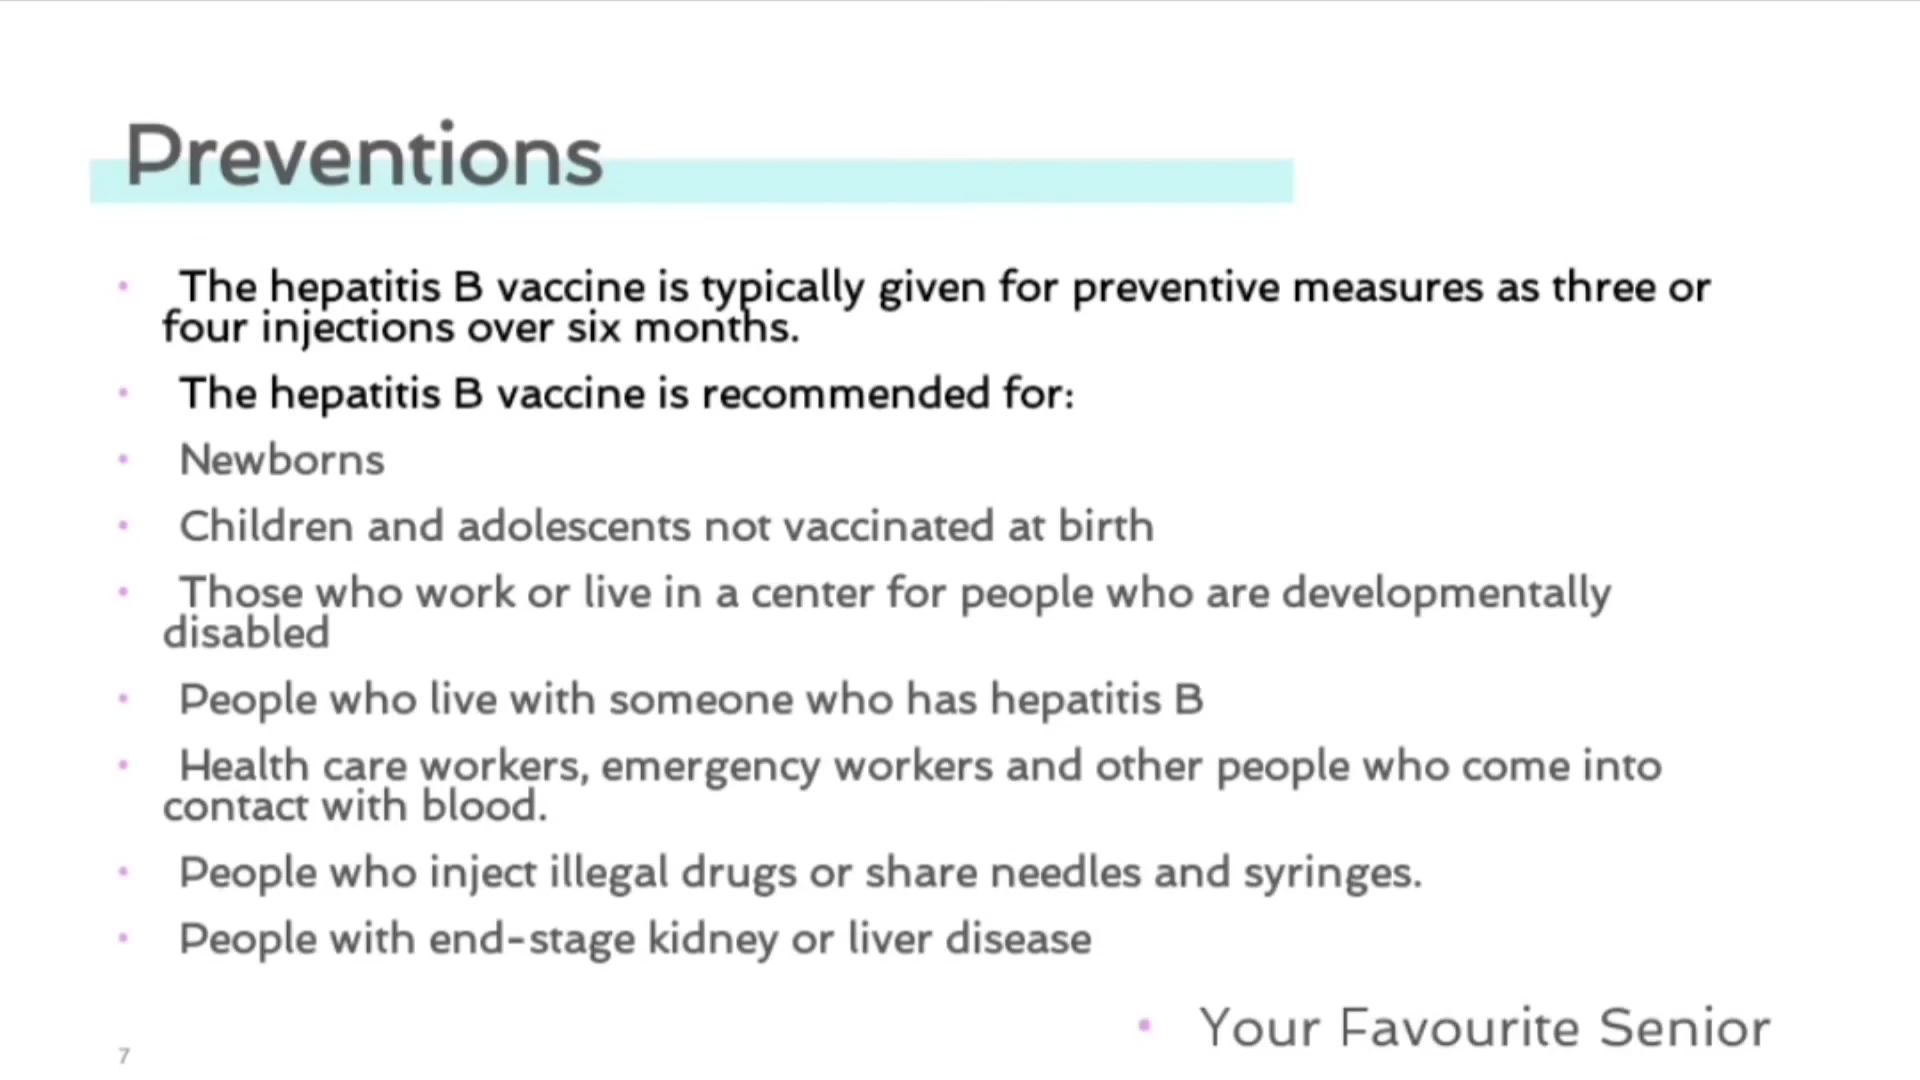 Preventions
• The hepatitis B vaccine is typically given for preventive measures as three or
four injections over six months.
• The hepatitis B vaccine is recommended for:
• Newborns
• Children and adolescents not vaccinated at birth
• Those who work or live in a center for people who are developmentally
disabled
• People who live with someone who has hepatitis B
• Health care workers, emergency workers and other people who come into
contact with blood.
• People who inject illegal drugs or share needles and syringes.
• People with end-stage kidney or liver disease
• Your Favourite Senior
7